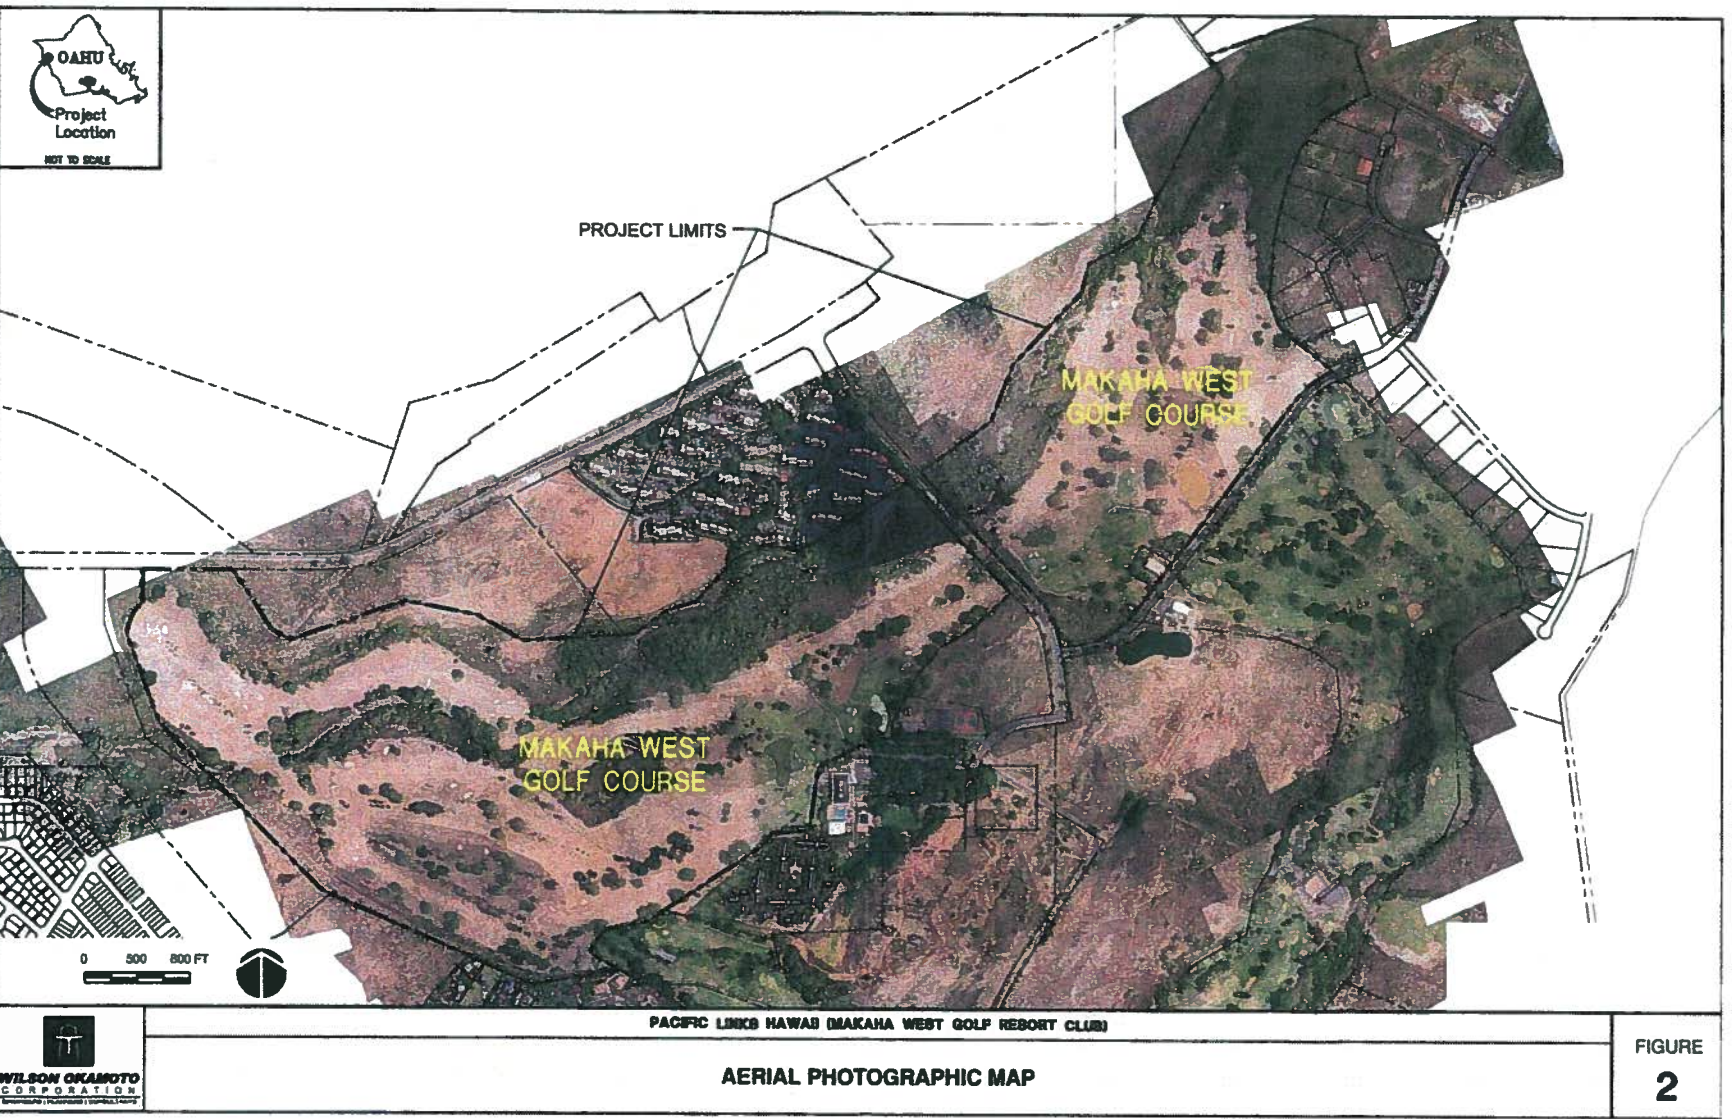 OAHU
Project
Location
NOT TO SCALE
PROJECT LIMITS
MAKAHA WEST
GOLF COURSE
MAKAHA WEST
GOLF COURSE
0 500 800 FT
WILSON OKAMOTO
CORPORATION
PACIFIC LINKS HAWAII (MAKAHA WEST GOLF RESORT CLUB)
AERIAL PHOTOGRAPHIC MAP
FIGURE
2